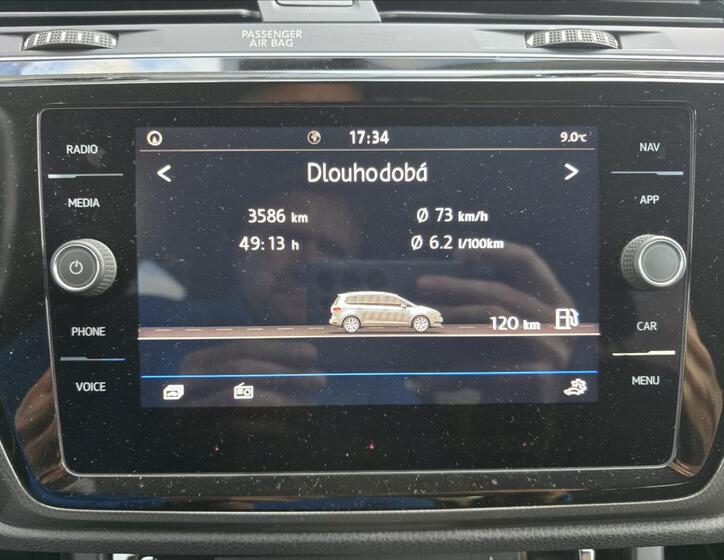 PASSENGER
AIR BAG
RADIO
MEDIA
PHONE
VOICE
17:34
9.0°C
< Dlouhodobá >
3586 km Ø 73 km/h
49:13 h Ø 6.2 l/100km
120 km
NAV
APP
CAR
MENU